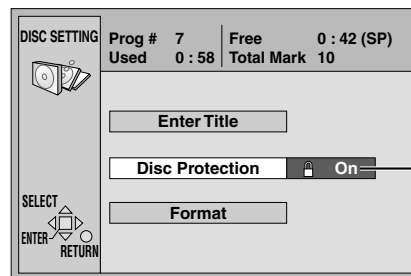 DISC SETTING
Prog # 7 Free 0 : 42 (SP)
Used 0 : 58 Total Mark 10
Enter Title
Disc Protection On
Format
SELECT
ENTER
RETURN